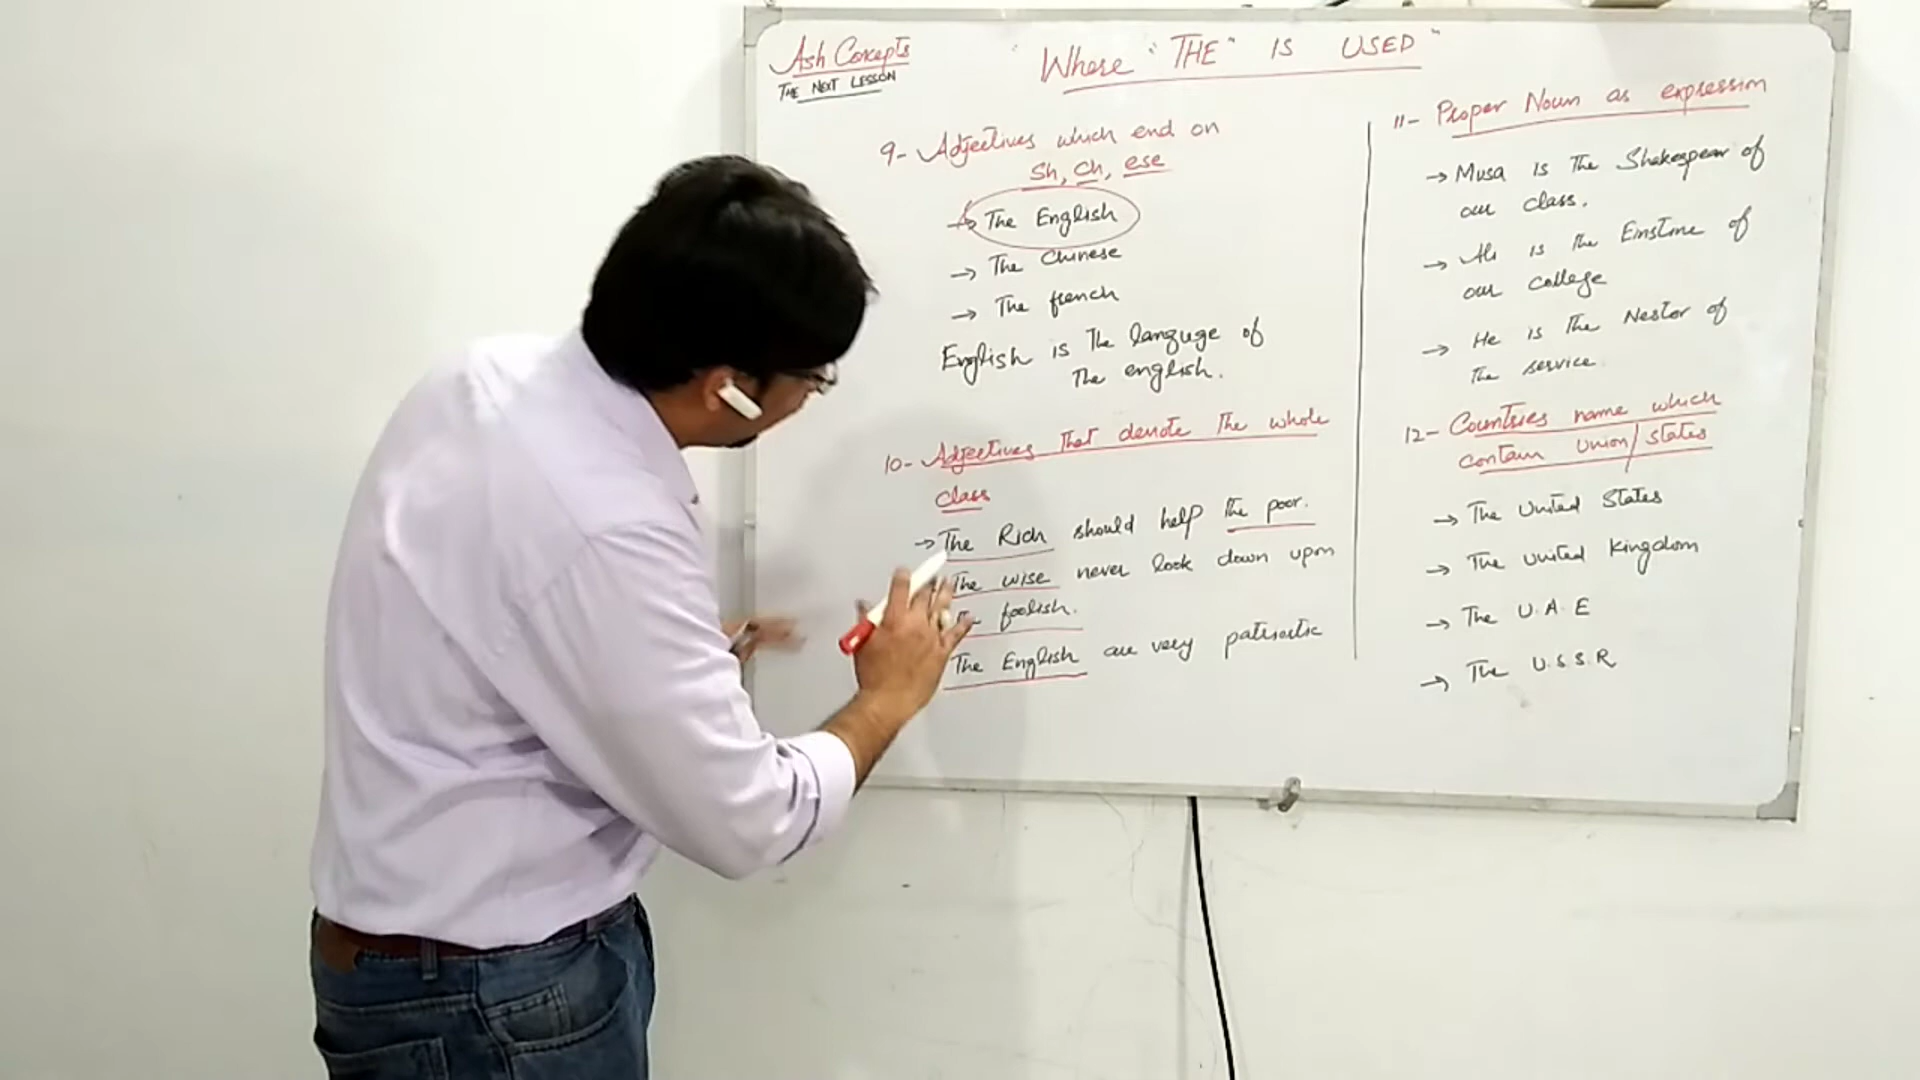 Ash Concepts
THE NEXT LESSON
" Where "THE" IS USED"
9- Adjectives which end on
Sh, Ch, ese
→ The English
→ The Chinese
→ The french
English is the languge of
the english.
10- Adjectives that denote the whole
class
→ The Rich should help the poor.
The wise never look down upon
the foolish.
The English are very patriotic
11- Proper Noun as expression
→ Musa is the Shakespear of
our class.
→ Ali is the Einstine of
our college
→ He is the Nestor of
the service.
12- Countries name which
contain Union/states
→ The United States
→ The United Kingdom
→ The U.A.E
→ The U.S.S.R